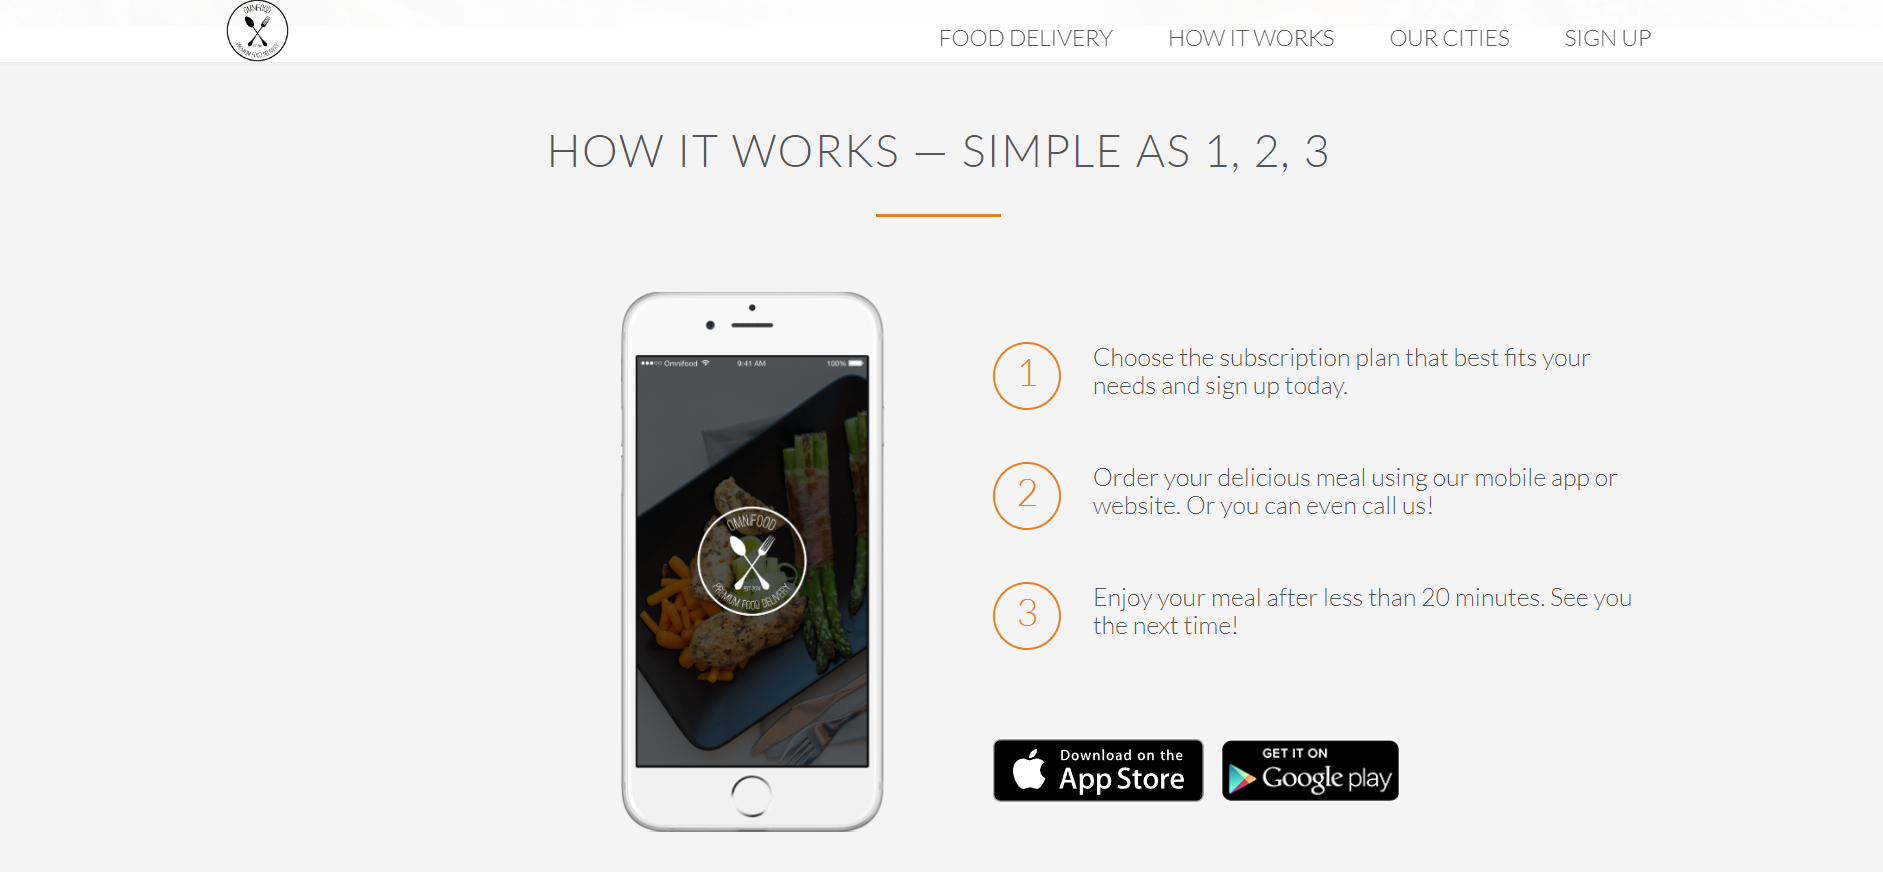 OMNIFOOD
PREMIUM FOOD DELIVERY
FOOD DELIVERY
HOW IT WORKS
OUR CITIES
SIGN UP
HOW IT WORKS — SIMPLE AS 1, 2, 3
Omnifood
9:41 AM
100%
OMNIFOOD
PREMIUM FOOD DELIVERY
1
Choose the subscription plan that best fits your
needs and sign up today.
2
Order your delicious meal using our mobile app or
website. Or you can even call us!
3
Enjoy your meal after less than 20 minutes. See you
the next time!
Download on the
App Store
GET IT ON
Google play